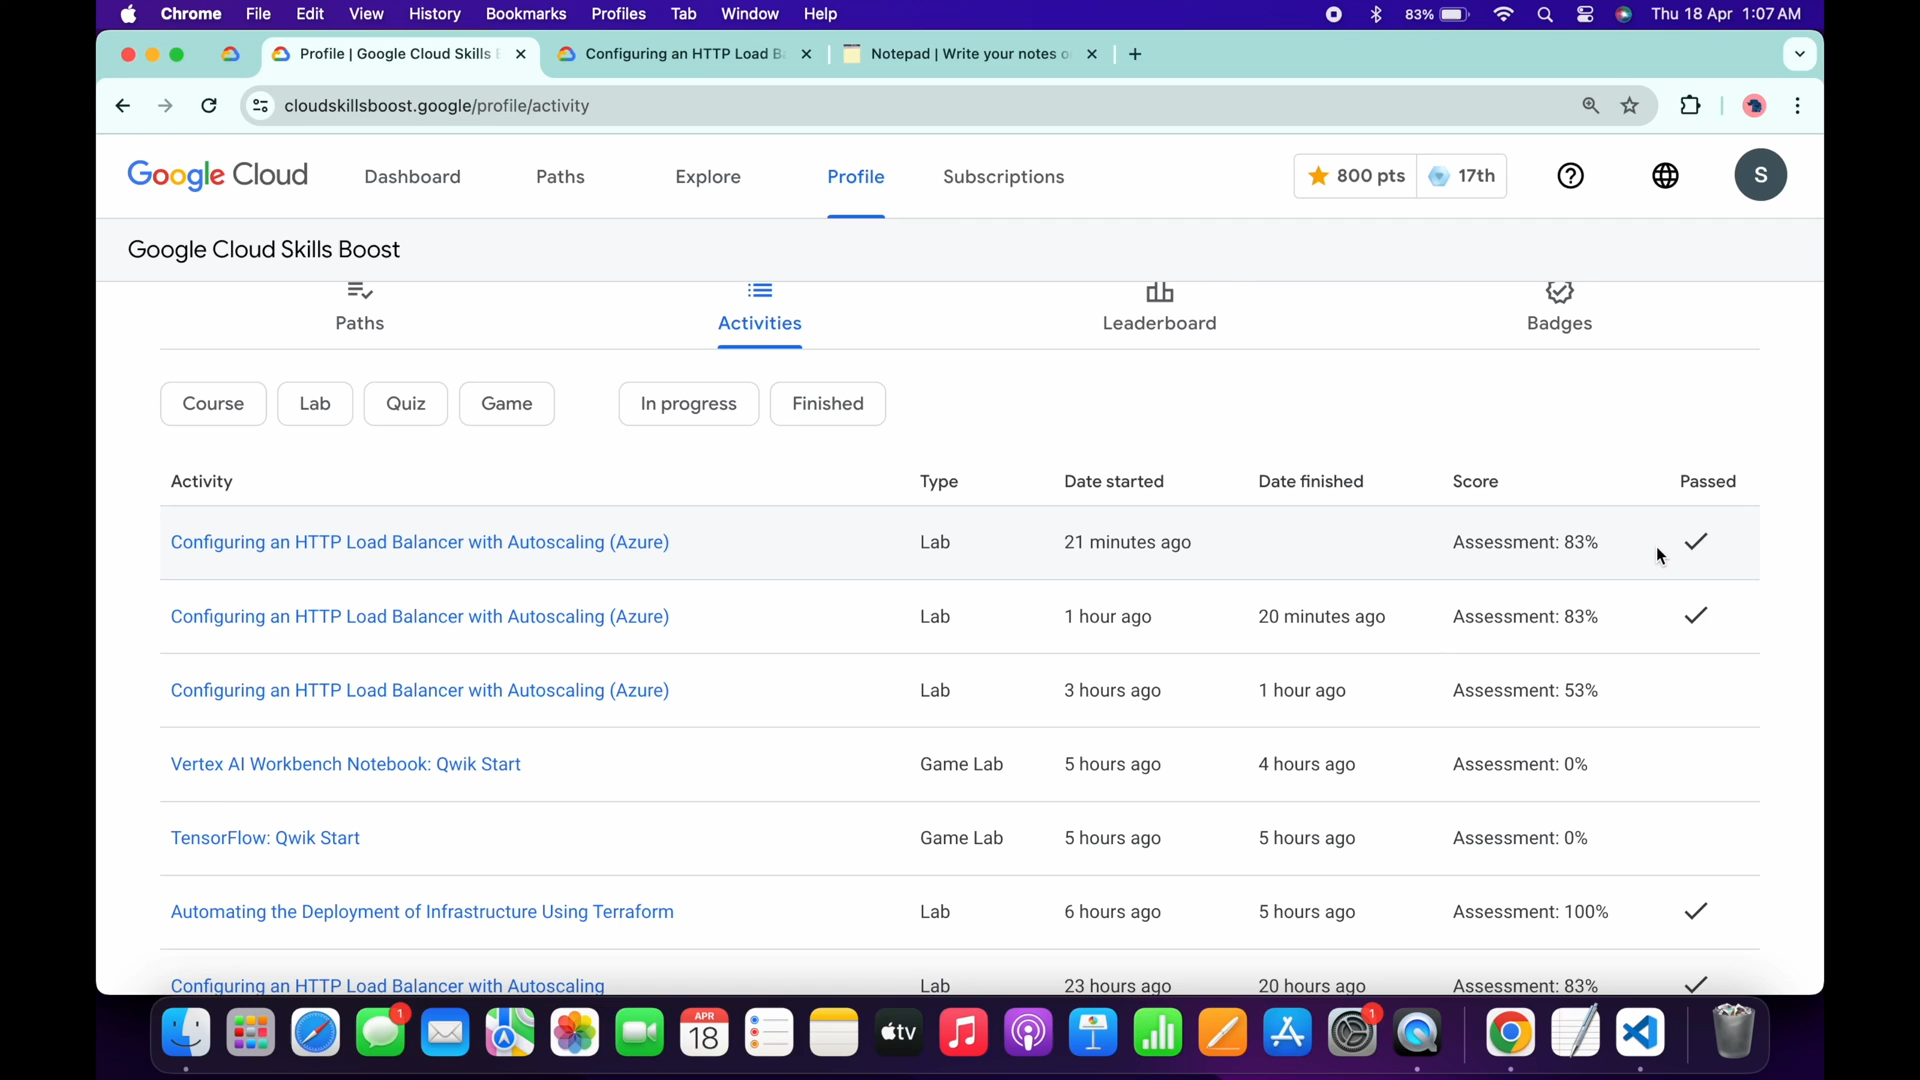 Chrome File Edit View History Bookmarks Profiles Tab Window Help 83% Thu 18 Apr 1:07 AM
Profile | Google Cloud Skills Configuring an HTTP Load Notepad | Write your notes
cloudskillsboost.google/profile/activity
Google Cloud Dashboard Paths Explore Profile Subscriptions 800 pts 17th S
Google Cloud Skills Boost
Paths Activities Leaderboard Badges
Course Lab Quiz Game In progress Finished
Activity Type Date started Date finished Score Passed
Configuring an HTTP Load Balancer with Autoscaling (Azure) Lab 21 minutes ago Assessment: 83%
Configuring an HTTP Load Balancer with Autoscaling (Azure) Lab 1 hour ago 20 minutes ago Assessment: 83%
Configuring an HTTP Load Balancer with Autoscaling (Azure) Lab 3 hours ago 1 hour ago Assessment: 53%
Vertex AI Workbench Notebook: Qwik Start Game Lab 5 hours ago 4 hours ago Assessment: 0%
TensorFlow: Qwik Start Game Lab 5 hours ago 5 hours ago Assessment: 0%
Automating the Deployment of Infrastructure Using Terraform Lab 6 hours ago 5 hours ago Assessment: 100%
Configuring an HTTP Load Balancer with Autoscaling Lab 23 hours ago 20 hours ago Assessment: 83%
1 APR 18 tv 1